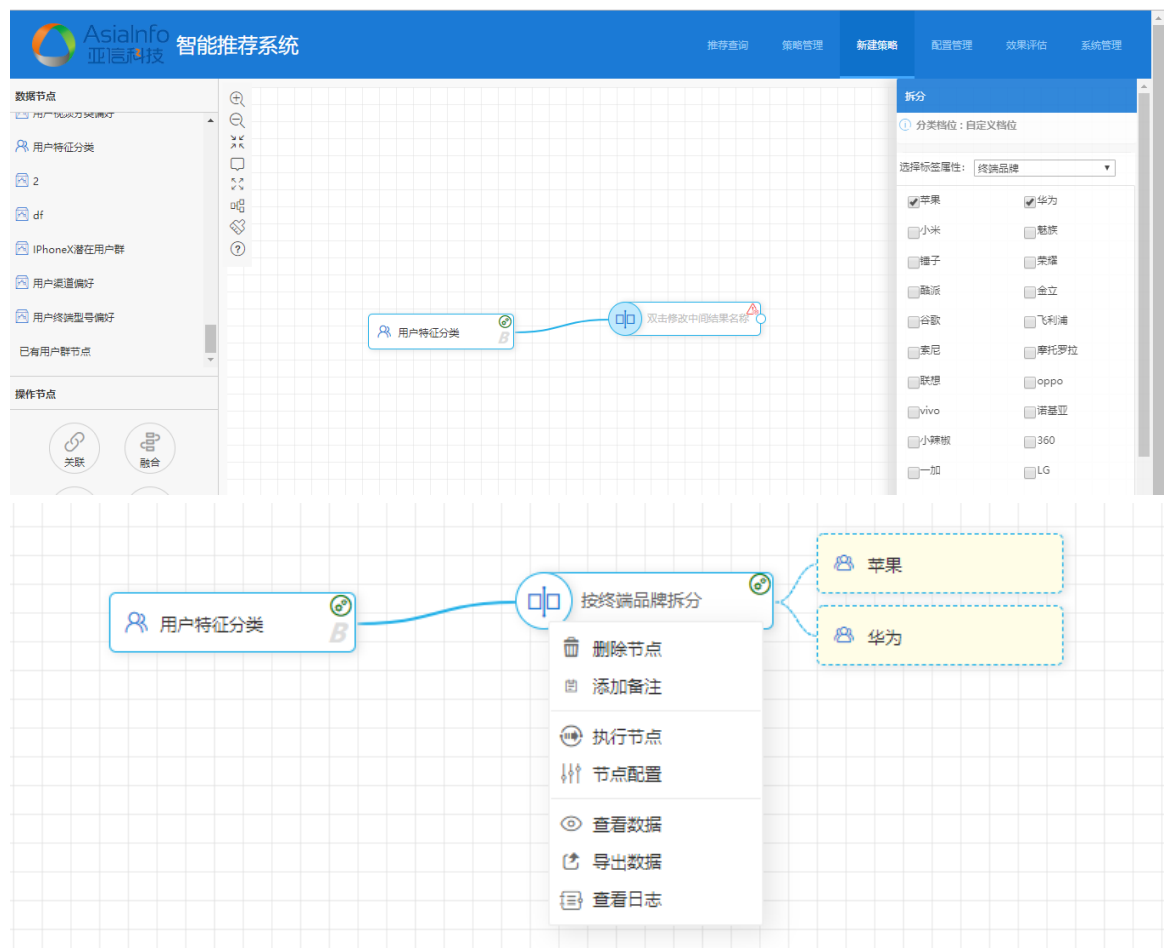 AsiaInfo
亚信科技
智能推荐系统
推荐查询
策略管理
新建策略
配置管理
效果评估
系统管理
数据节点
用户视频分类偏好
用户特征分类
2
df
IPhoneX潜在用户群
用户渠道偏好
用户终端型号偏好
已有用户群节点
操作节点
关联
融合
用户特征分类
B
双击修改中间结果名称
拆分
分类档位：自定义档位
选择标签属性： 终端品牌
苹果 华为
小米 魅族
锤子 荣耀
酷派 金立
谷歌 飞利浦
索尼 摩托罗拉
联想 oppo
vivo 诺基亚
小辣椒 360
一加 LG
用户特征分类
B
按终端品牌拆分
苹果
华为
删除节点
添加备注
执行节点
节点配置
查看数据
导出数据
查看日志